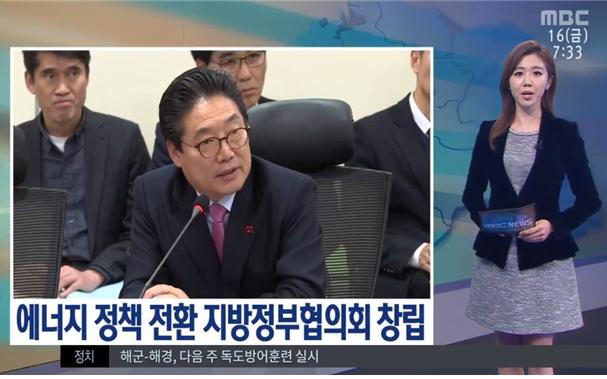 mbc
16(금)
7:33
mbc NEWS
에너지 정책 전환 지방정부협의회 창립
정치 해군-해경, 다음 주 독도방어훈련 실시